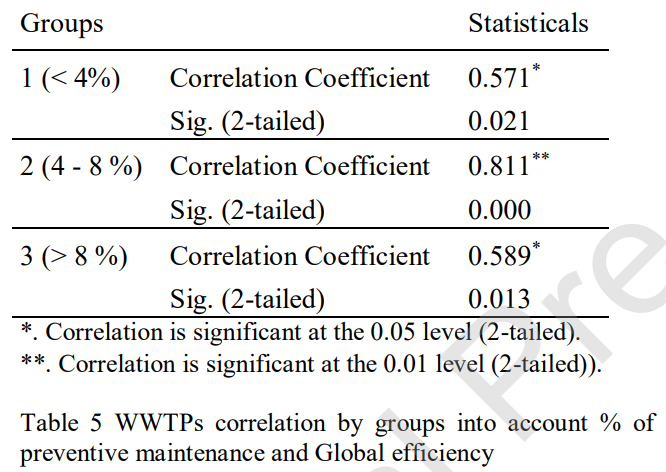 Groups Statisticals
1 (< 4%) Correlation Coefficient 0.571*
Sig. (2-tailed) 0.021
2 (4 - 8 %) Correlation Coefficient 0.811**
Sig. (2-tailed) 0.000
3 (> 8 %) Correlation Coefficient 0.589*
Sig. (2-tailed) 0.013
*. Correlation is significant at the 0.05 level (2-tailed).
**. Correlation is significant at the 0.01 level (2-tailed)).
Table 5 WWTPs correlation by groups into account % of
preventive maintenance and Global efficiency